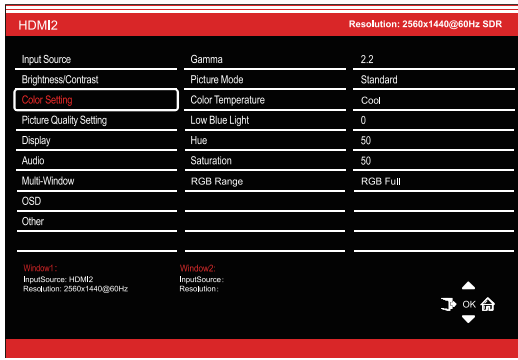 HDMI2 Resolution: 2560x1440@60Hz SDR
Input Source Gamma 2.2
Brightness/Contrast Picture Mode Standard
Color Setting Color Temperature Cool
Picture Quality Setting Low Blue Light 0
Display Hue 50
Audio Saturation 50
Multi-Window RGB Range RGB Full
OSD
Other
Window1: Window2:
InputSource: HDMI2 InputSource:
Resolution: 2560x1440@60Hz Resolution:
OK